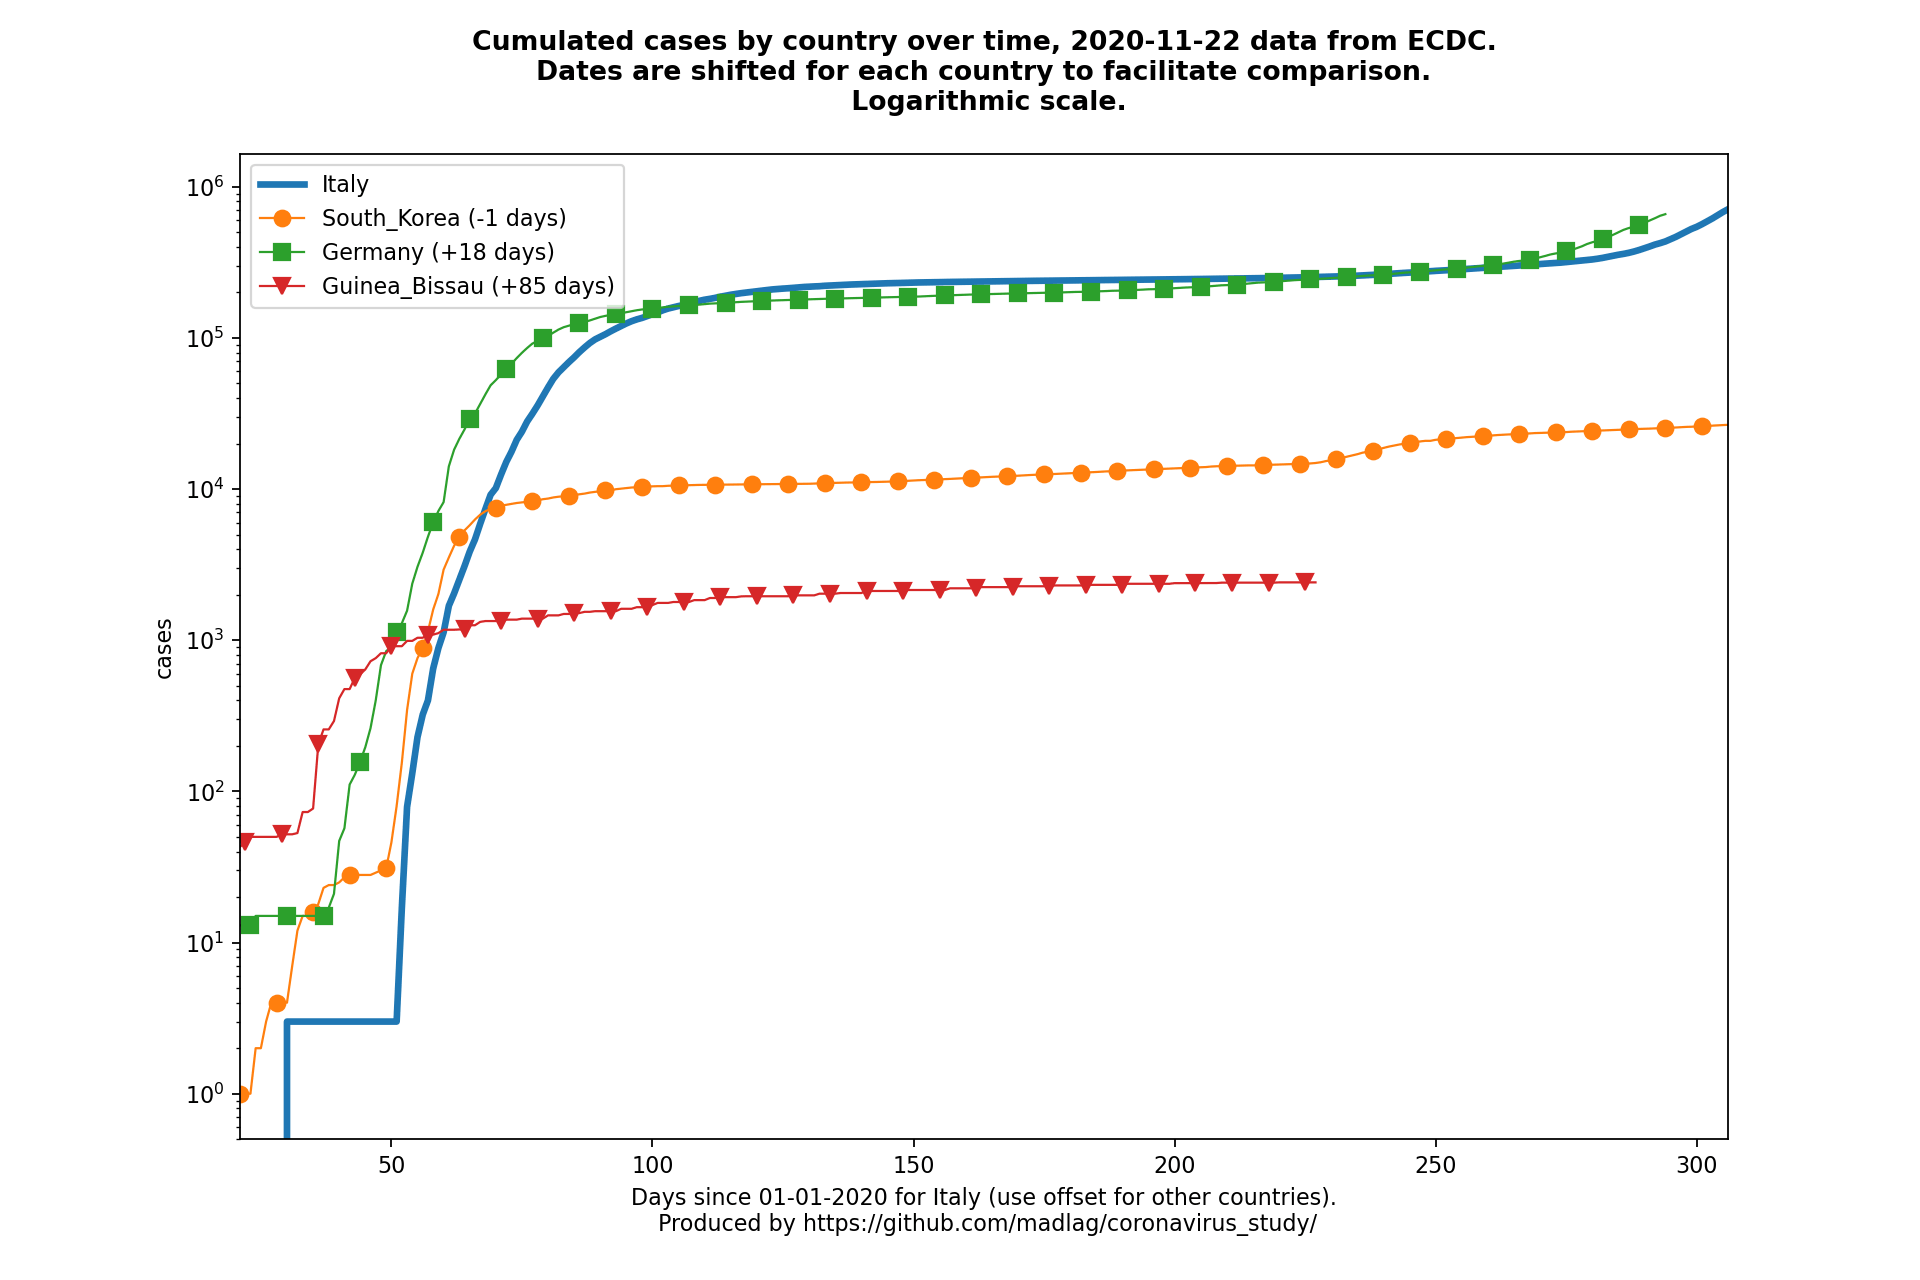 Cumulated cases by country over time, 2020-11-22 data from ECDC.
Dates are shifted for each country to facilitate comparison.
Logarithmic scale.
Italy
South_Korea (-1 days)
Germany (+18 days)
Guinea_Bissau (+85 days)
10^6
10^5
10^4
10^3
10^2
10^1
10^0
cases
50 100 150 200 250 300
Days since 01-01-2020 for Italy (use offset for other countries).
Produced by https://github.com/madlag/coronavirus_study/